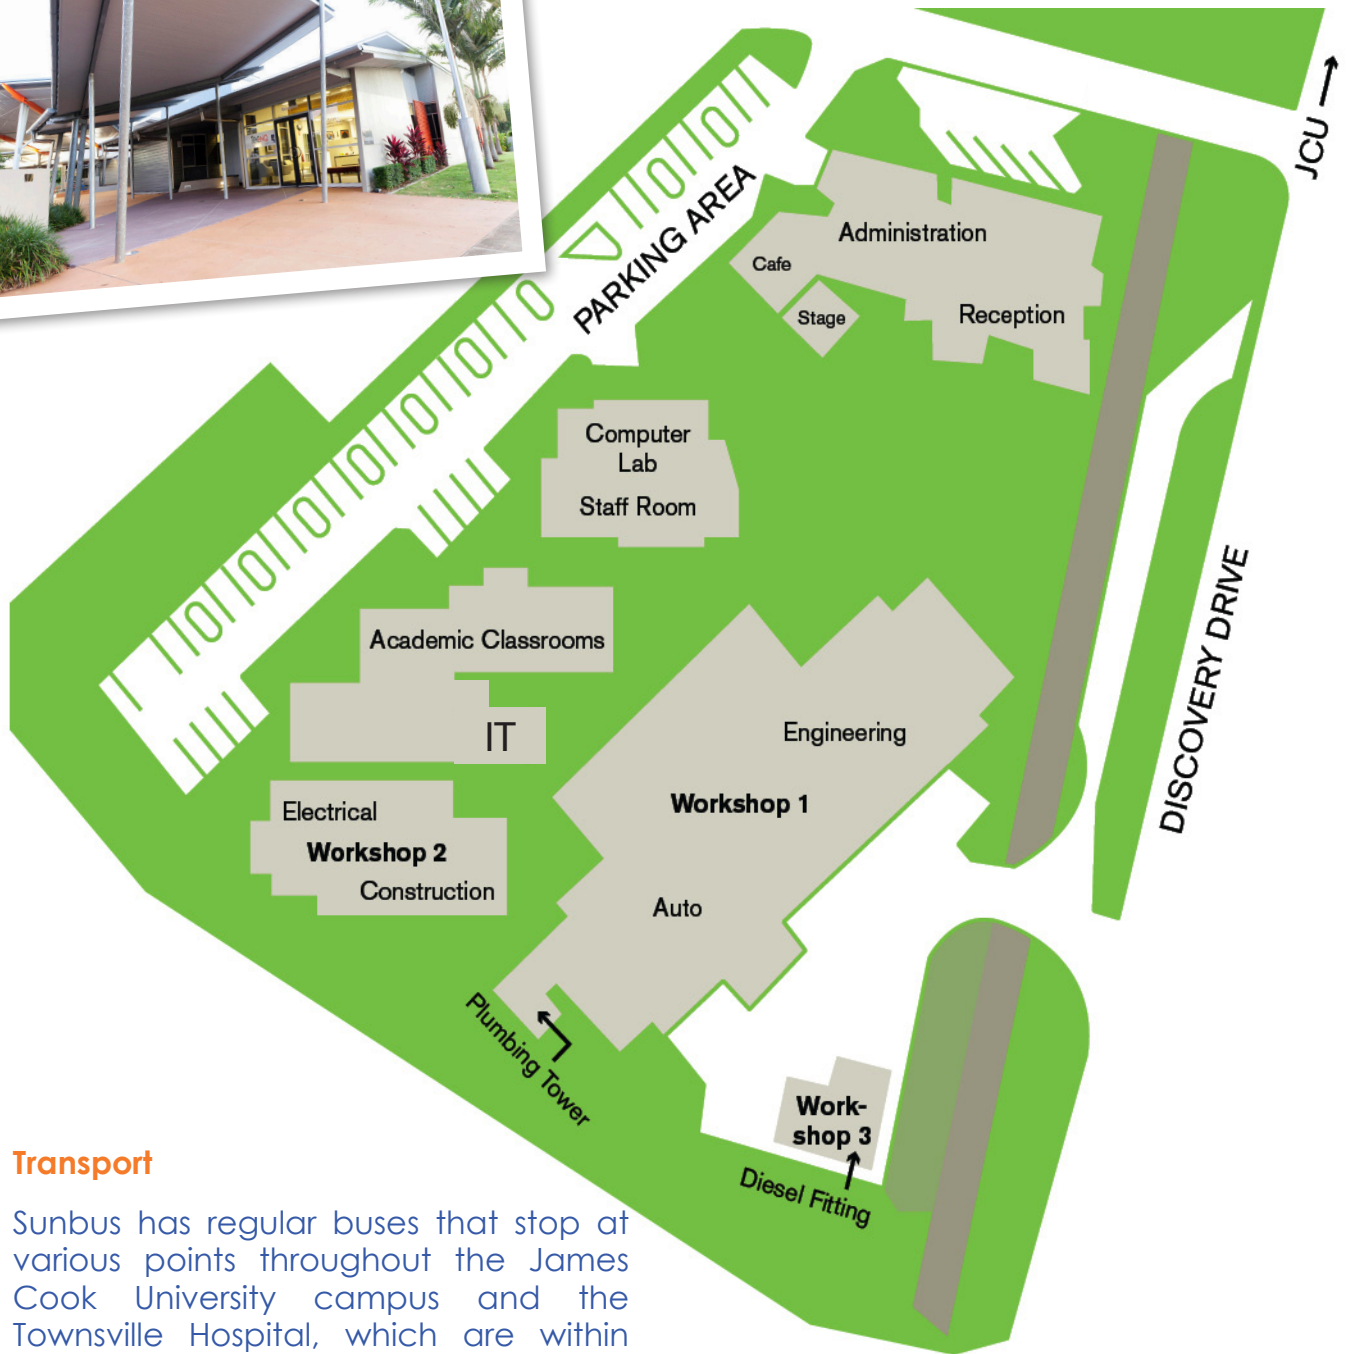 JCU
PARKING AREA
Administration
Cafe
Stage
Reception
Computer
Lab
Staff Room
DISCOVERY DRIVE
Academic Classrooms
IT
Engineering
Workshop 1
Electrical
Workshop 2
Construction
Auto
Plumbing Tower
Work-
shop 3
Diesel Fitting
Transport
Sunbus has regular buses that stop at
various points throughout the James
Cook University campus and the
Townsville Hospital, which are within